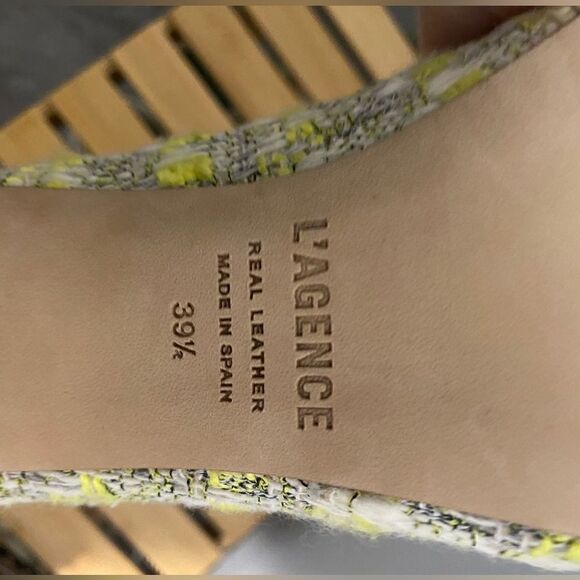 L'AGENCE
REAL LEATHER
MADE IN SPAIN
39½